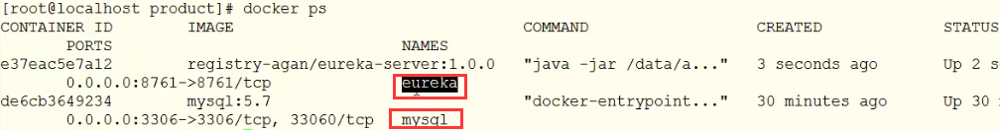 [root@localhost product]# docker ps
CONTAINER ID IMAGE COMMAND CREATED STATUS
PORTS NAMES
e37eac5e7a12 registry-agan/eureka-server:1.0.0 "java -jar /data/a..." 3 seconds ago Up 2 s
0.0.0.0:8761->8761/tcp eureka
de6cb3649234 mysql:5.7 "docker-entrypoint..." 30 minutes ago Up 30
0.0.0.0:3306->3306/tcp, 33060/tcp mysql